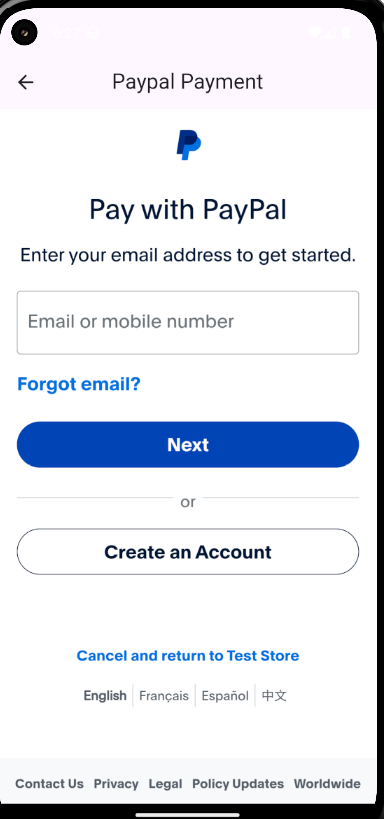 Paypal Payment
Pay with PayPal
Enter your email address to get started.
Email or mobile number
Forgot email?
Next
or
Create an Account
Cancel and return to Test Store
English Français Español 中文
Contact Us Privacy Legal Policy Updates Worldwide